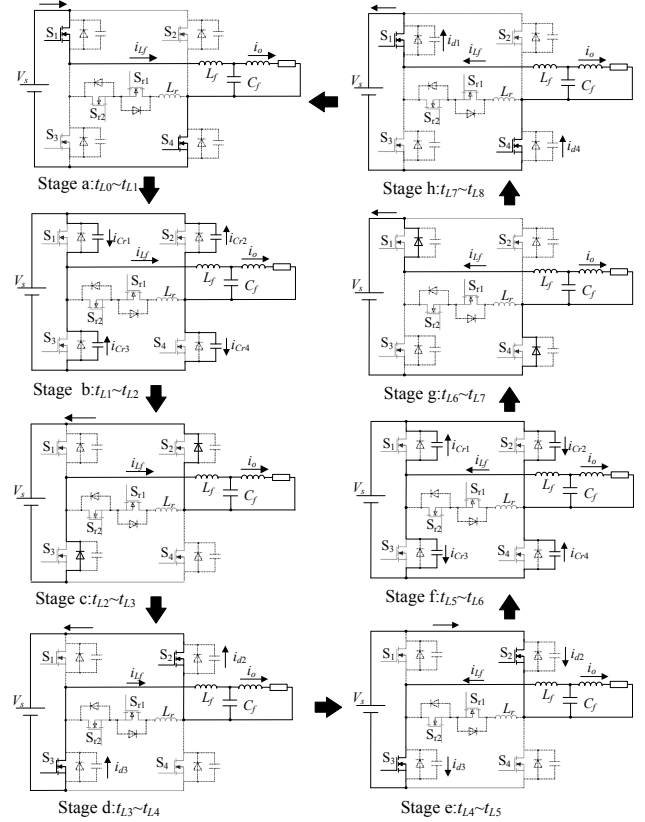 S1 S2
iLf io
Vs Lf Cf
Sr1 Lr
Sr2
S3 S4
Stage a:tL0~tL1
S1 iCr1 S2 iCr2
iLf io
Vs Lf Cf
Sr1 Lr
Sr2
S3 iCr3 S4 iCr4
Stage b:tL1~tL2
S1 S2
iLf io
Vs Lf Cf
Sr1 Lr
Sr2
S3 S4
Stage c:tL2~tL3
S1 S2 id2
iLf io
Vs Lf Cf
Sr1 Lr
Sr2
S3 id3 S4
Stage d:tL3~tL4
S1 id1 S2
iLf io
Vs Lf Cf
Sr1 Lr
Sr2
S3 S4 id4
Stage h:tL7~tL8
S1 S2
iLf io
Vs Lf Cf
Sr1 Lr
Sr2
S3 S4
Stage g:tL6~tL7
S1 iCr1 S2 iCr2
iLf io
Vs Lf Cf
Sr1 Lr
Sr2
S3 iCr3 S4 iCr4
Stage f:tL5~tL6
S1 S2 id2
iLf io
Vs Lf Cf
Sr1 Lr
Sr2
S3 id3 S4
Stage e:tL4~tL5